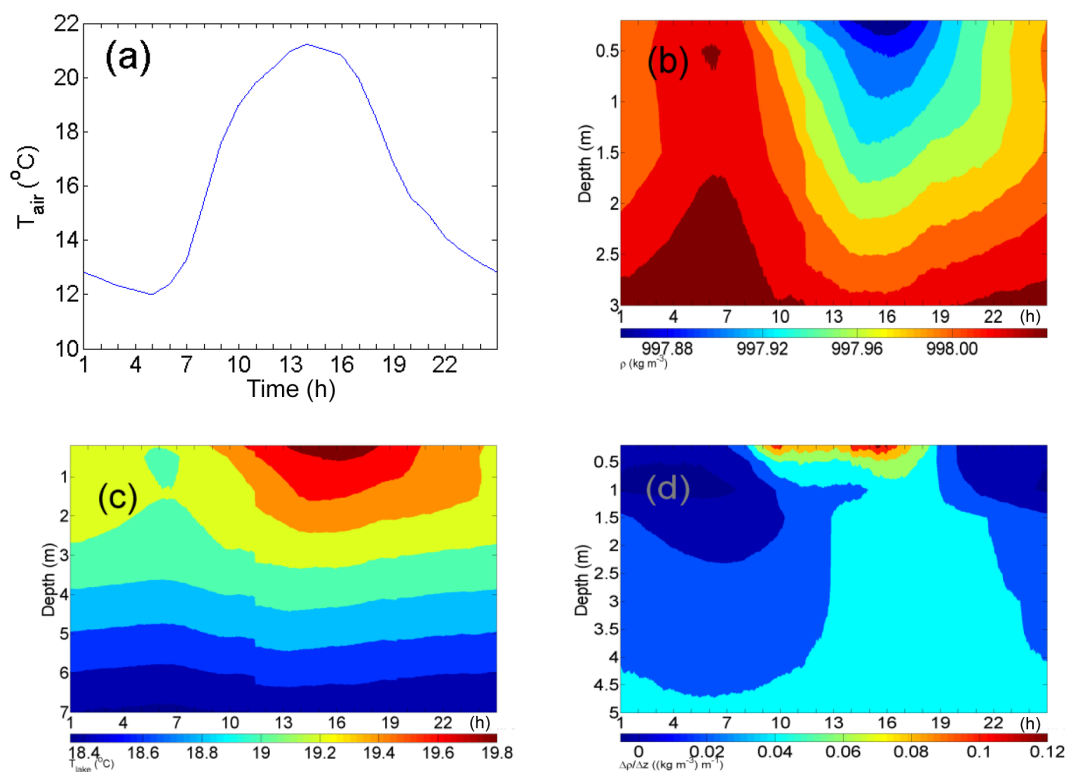 22
20
18
16
14
12
10
(a)
T_air (°C)
1 4 7 10 13 16 19 22
Time (h)
(b)
0.5
1
1.5
2
2.5
3
Depth (m)
1 4 7 10 13 16 19 22 (h)
997.88 997.92 997.96 998.00
ρ (kg m⁻³)
(c)
1
2
3
4
5
6
7
Depth (m)
1 4 7 10 13 16 19 22 (h)
18.4 18.6 18.8 19 19.2 19.4 19.6 19.8
T_lake (°C)
(d)
0.5
1
1.5
2
2.5
3
3.5
4
4.5
5
Depth (m)
1 4 7 10 13 16 19 22 (h)
0 0.02 0.04 0.06 0.08 0.1 0.12
Δρ/Δz ((kg m⁻³) m⁻¹)